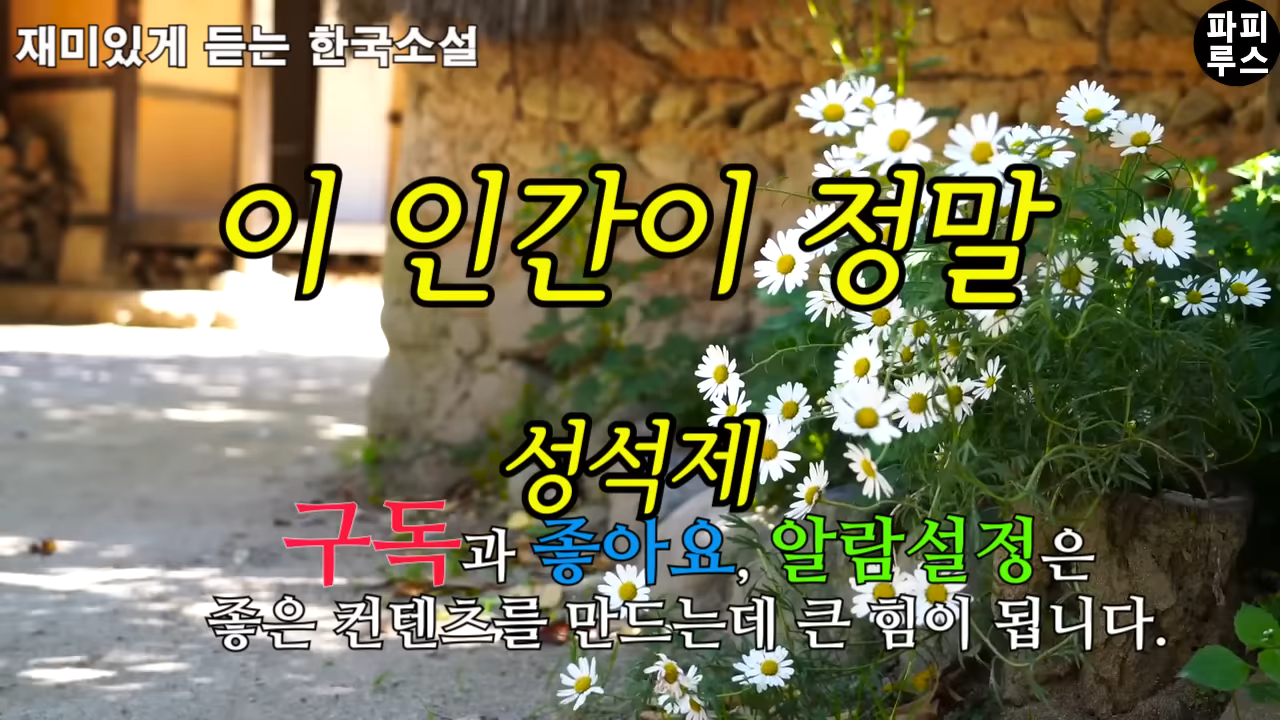 재미있게 듣는 한국소설
파피
루스
이 인간이 정말
성석제
구독과 좋아요, 알람설정은
좋은 컨텐츠를 만드는데 큰 힘이 됩니다.